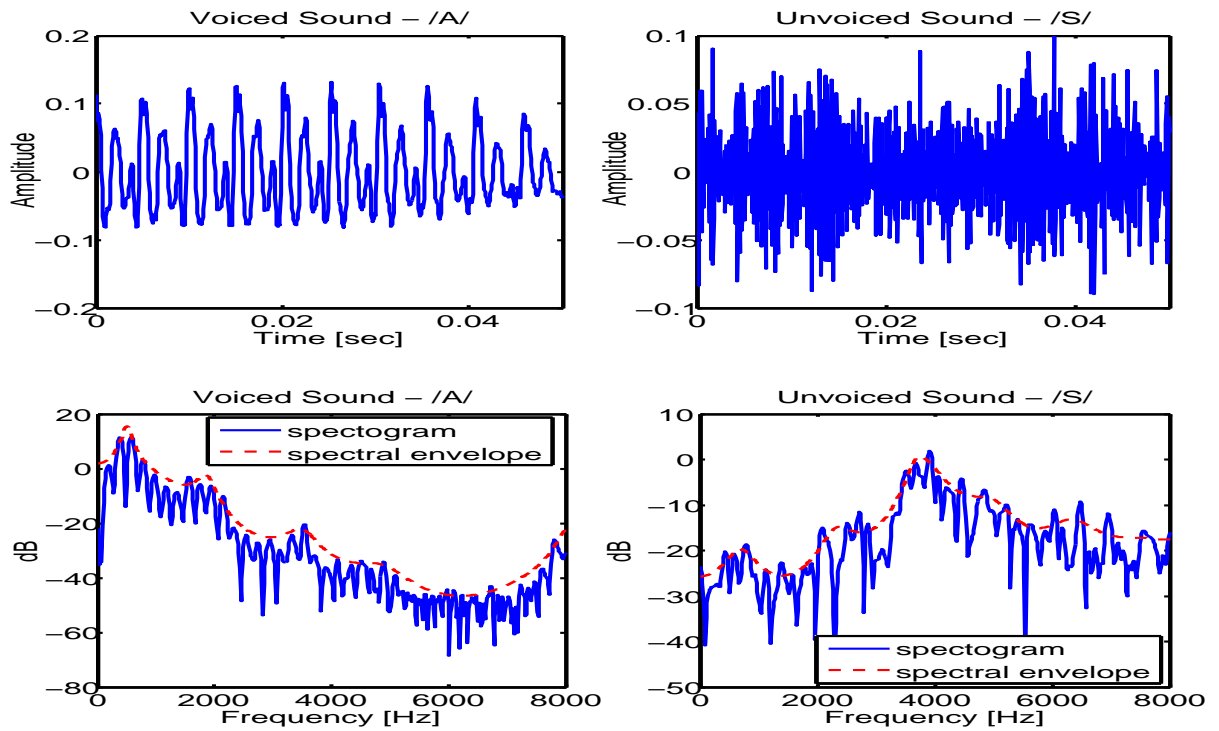 Voiced Sound – /A/
0.2
0.1
0
–0.1
–0.2
Amplitude
0
0.02
0.04
Time [sec]
Unvoiced Sound – /S/
0.1
0.05
0
–0.05
–0.1
Amplitude
0
0.02
0.04
Time [sec]
Voiced Sound – /A/
20
0
–20
–40
–60
–80
dB
spectogram
spectral envelope
0
2000
4000
6000
8000
Frequency [Hz]
Unvoiced Sound – /S/
10
0
–10
–20
–30
–40
–50
dB
spectogram
spectral envelope
0
2000
4000
6000
8000
Frequency [Hz]